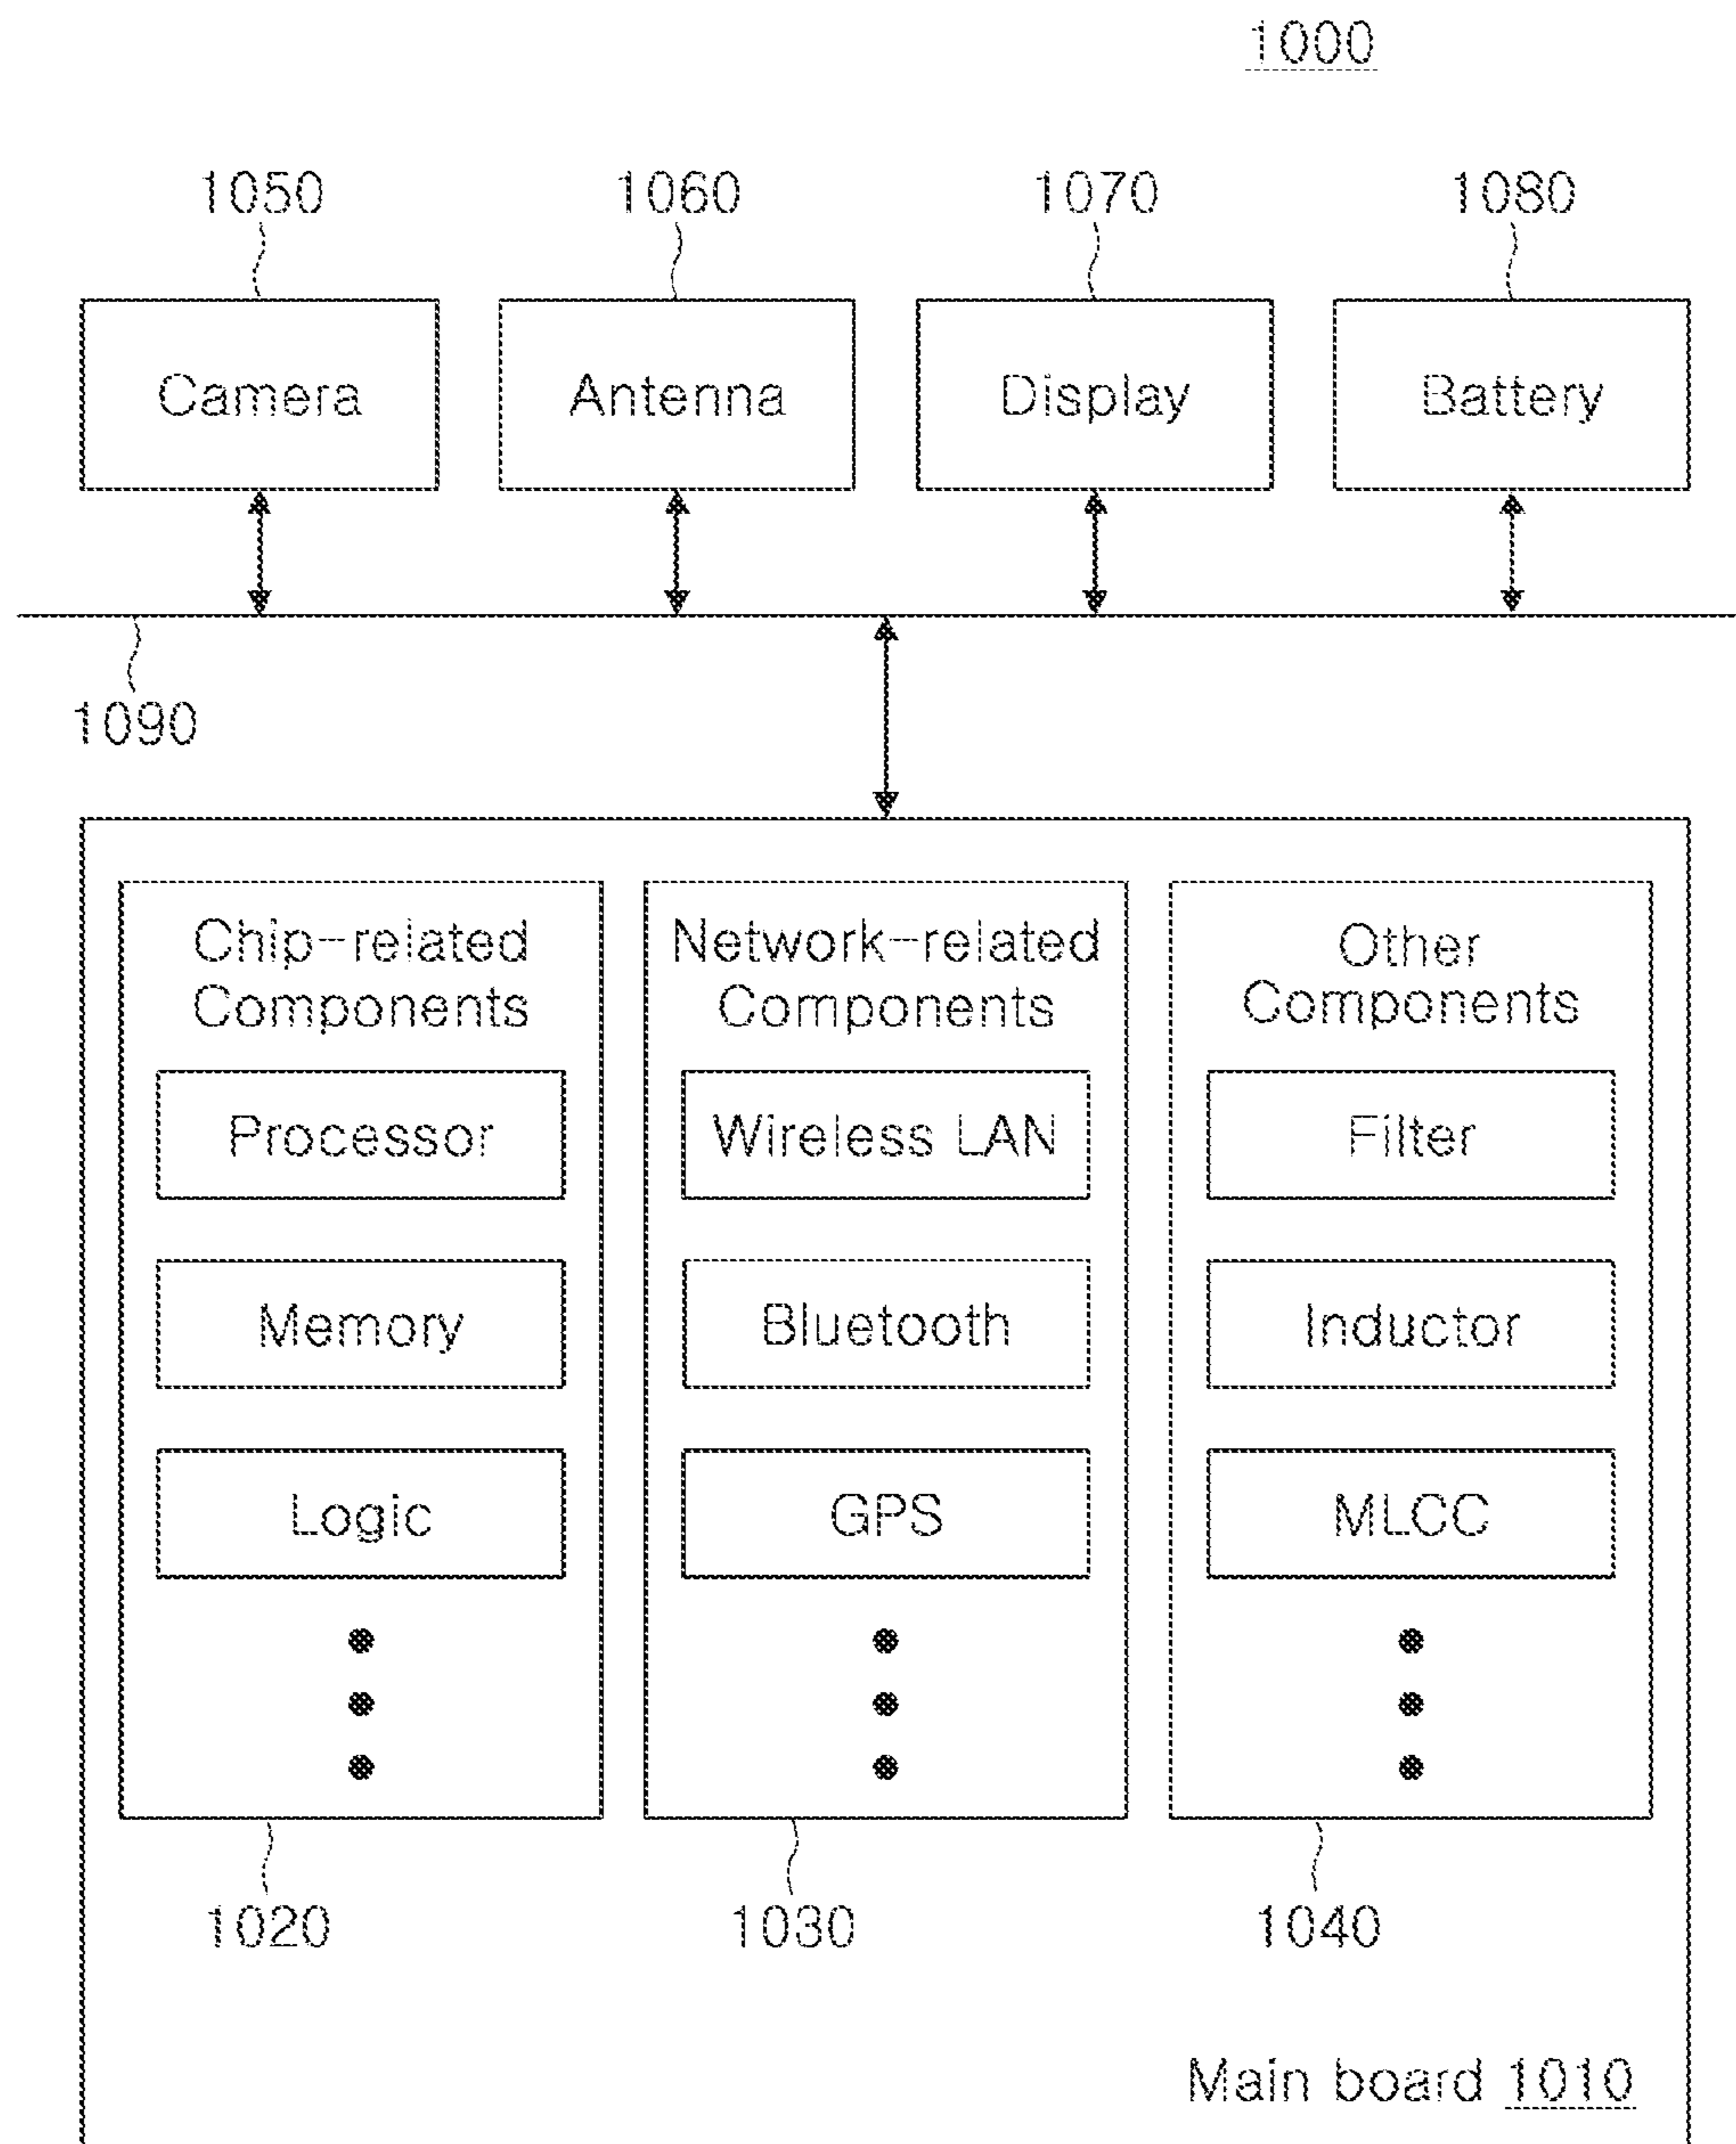 1000
1050
1060
1070
1080
Camera
Antenna
Display
Battery
1090
Chip-related
Components
Processor
Memory
Logic
1020
Network-related
Components
Wireless LAN
Bluetooth
GPS
1030
Other
Components
Filter
Inductor
MLCC
1040
Main board 1010